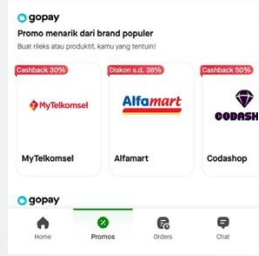 gopay
Promo menarik dari brand populer
Buat rileks atau produktif, kamu yang tentuin!
Cashback 30%
Diskon s.d. 38%
Cashback 50%
MyTelkomsel
Alfamart
CODASH
MyTelkomsel
Alfamart
Codashop
gopay
Home
Promos
Orders
Chat